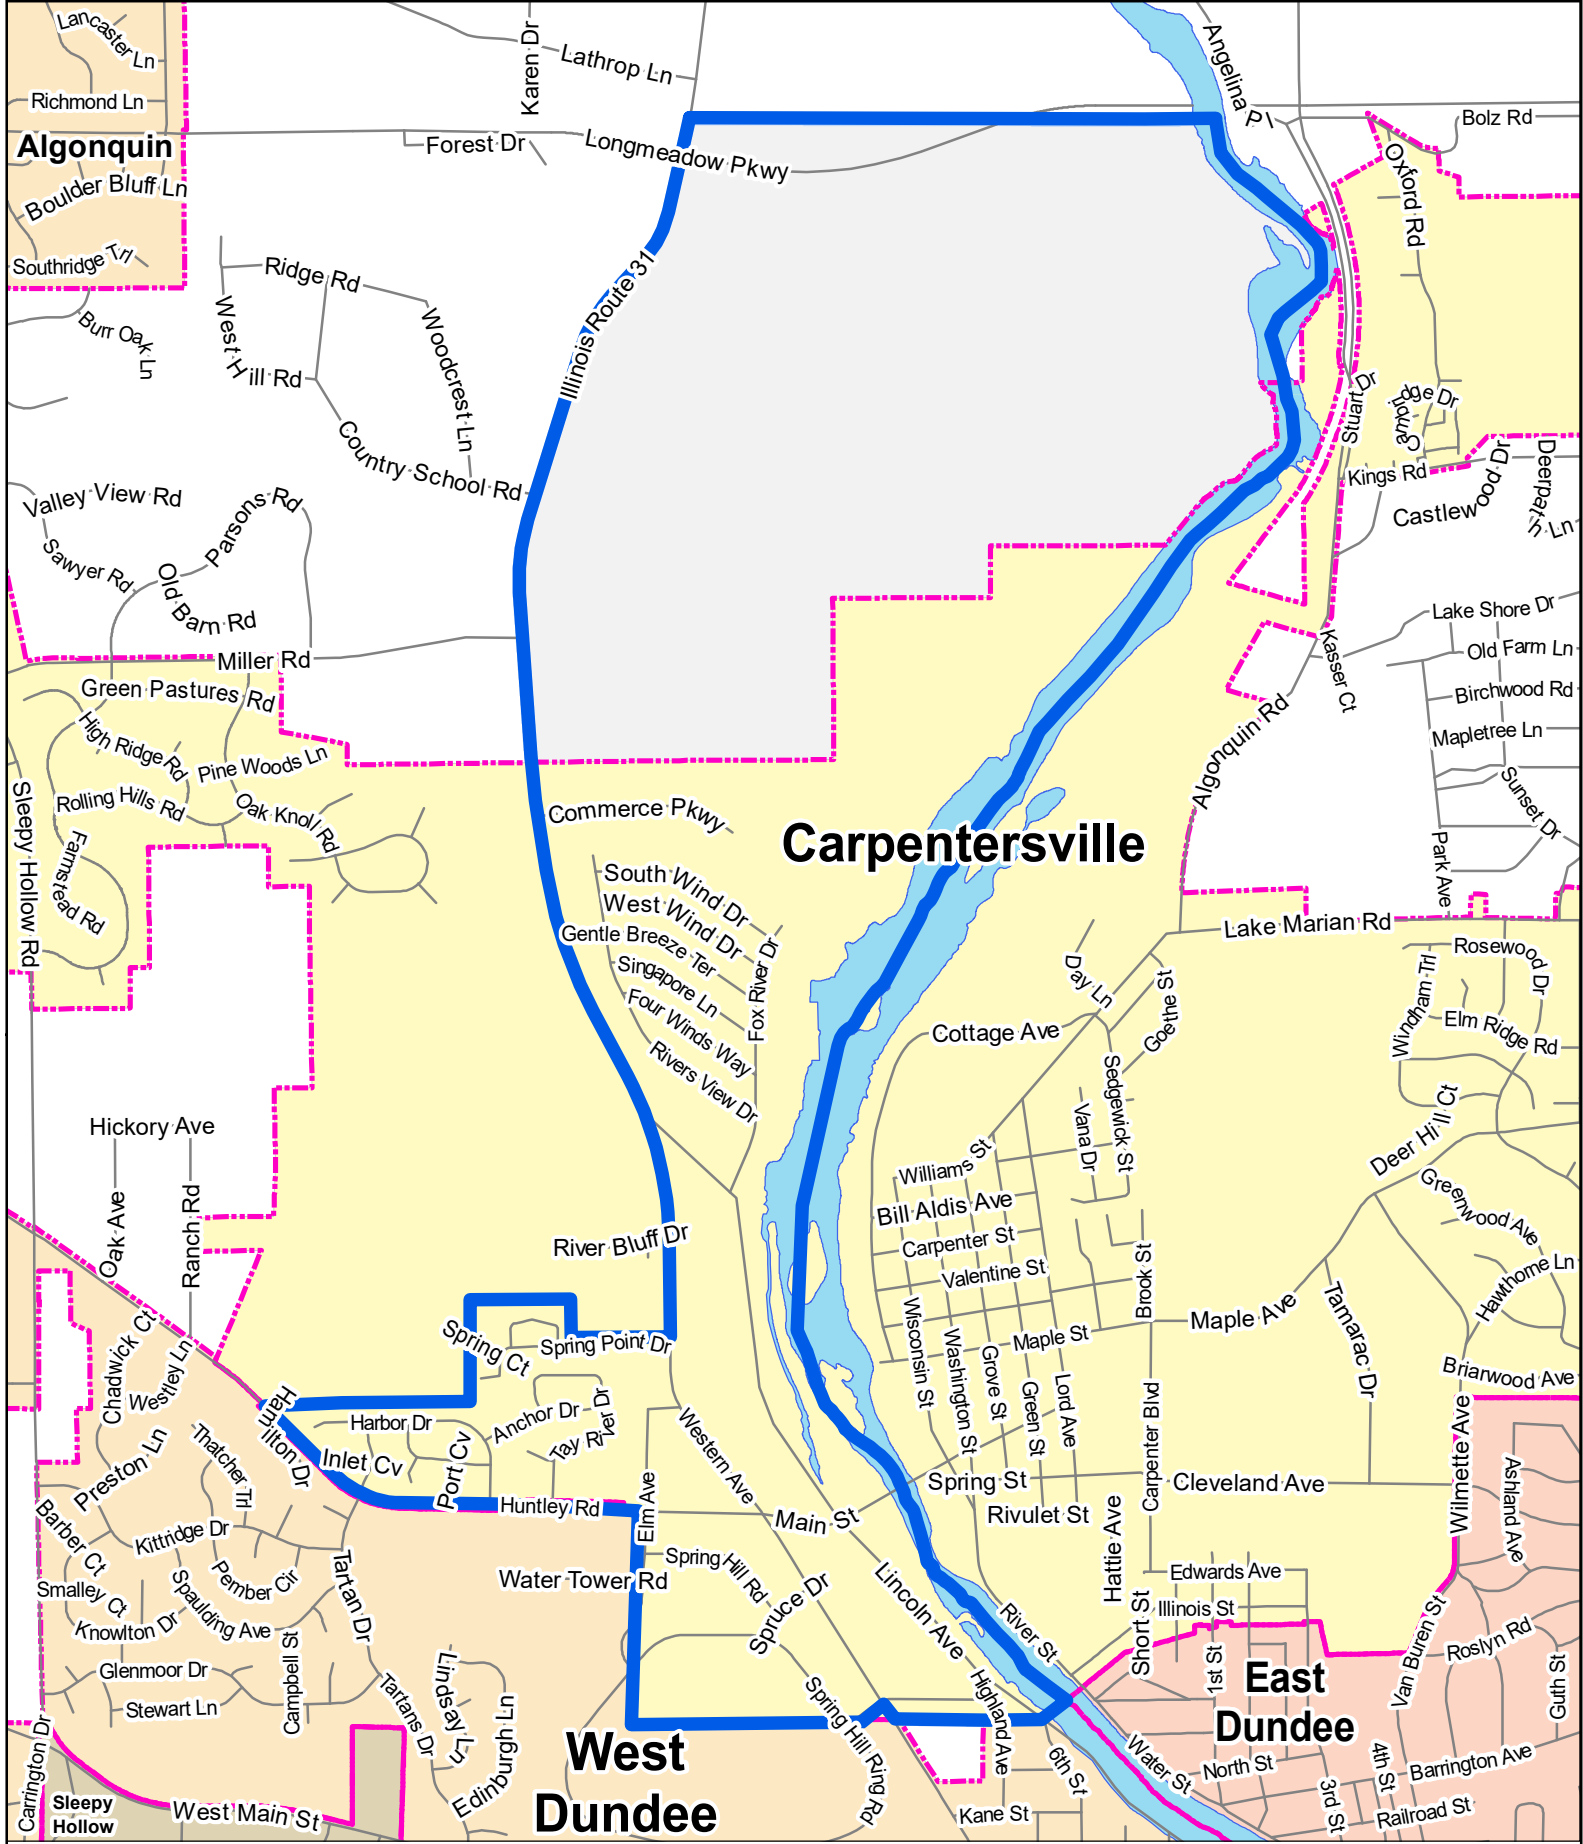 Lancaster Ln
Karen Dr
Lathrop Ln
Angelina Pl
Richmond Ln
Bolz Rd
Algonquin
Forest Dr
Longmeadow Pkwy
Oxford Rd
Boulder Bluff Ln
Southridge Trl
Ridge Rd
Illinois Route 31
Burr Oak Ln
West Hill Rd
Woodcrest Ln
Stuart Dr
Kings Rd
Country School Rd
Castlewood Dr
Deerpath Ln
Valley View Rd
Parsons Rd
Sawyer Rd
Old Barn Rd
Lake Shore Dr
Miller Rd
Kasser Ct
Old Farm Ln
Green Pastures Rd
Birchwood Rd
High Ridge Rd
Algonquin Rd
Mapletree Ln
Pine Woods Ln
Sleepy Hollow Rd
Rolling Hills Rd
Oak Knoll Rd
Commerce Pkwy
Sunset Dr
Carpentersville
Farmstead Rd
Park Ave
South Wind Dr
West Wind Dr
Lake Marian Rd
Gentle Breeze Ter
Rosewood Dr
Singapore Ln
Fox River Dr
Day Ln
Windham Trl
Four Winds Way
Goethe St
Cottage Ave
Elm Ridge Rd
Rivers View Dr
Sedgewick St
Vana Dr
Hickory Ave
Deer Hill Ct
Williams St
Greenwood Ave
Oak Ave
Ranch Rd
Bill Aldis Ave
River Bluff Dr
Carpenter St
Valentine St
Brook St
Hawthorne Ln
Maple Ave
Tamarac Dr
Spring Ct
Spring Point Dr
Wisconsin St
Washington St
Maple St
Grove St
Chadwick Ct
Westley Ln
Briarwood Ave
Green St
Lord Ave
Hamilton Dr
Harbor Dr
Anchor Dr
Tay River Dr
Carpenter Blvd
Wilmette Ave
Preston Ln
Thatcher Trl
Inlet Cv
Port Cv
Western Ave
Spring St
Cleveland Ave
Ashland Ave
Huntley Rd
Elm Ave
Main St
Rivulet St
Barber Ct
Kittridge Dr
Hattie Ave
Spring Hill Rd
Edwards Ave
Pember Cir
Tartan Dr
Water Tower Rd
Lincoln Ave
Smalley Ct
Spaulding Ave
Spruce Dr
Illinois St
Knowlton Dr
River St
Short St
Van Buren St
Roslyn Rd
Campbell St
Glenmoor Dr
1st St
East
Dundee
Guth St
Stewart Ln
Tartans Dr
Lindsay Ln
Edinburgh Ln
Spring Hill Ring Rd
Highland Ave
6th St
Water St
North St
4th St
Barrington Ave
West
Dundee
Carrington Dr
Sleepy
Hollow
West Main St
Kane St
3rd St
Railroad St